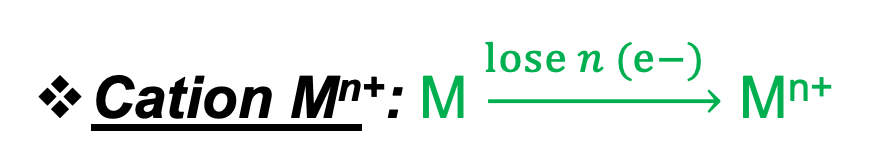 ❖ Cation Mⁿ⁺: M lose n (e−) → Mⁿ⁺